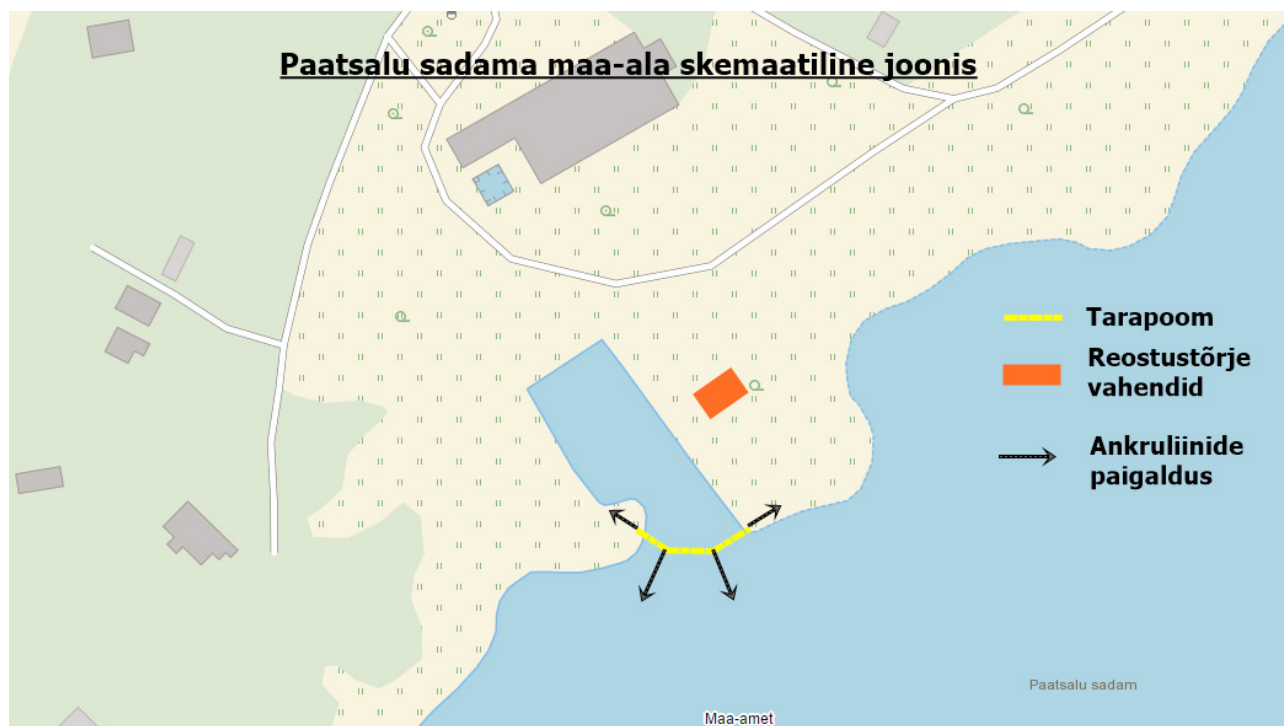 Paatsalu sadama maa-ala skemaatiline joonis
Tarapoom
Reostustõrje
vahendid
Ankruliinide
paigaldus
Paatsalu sadam
Maa-amet